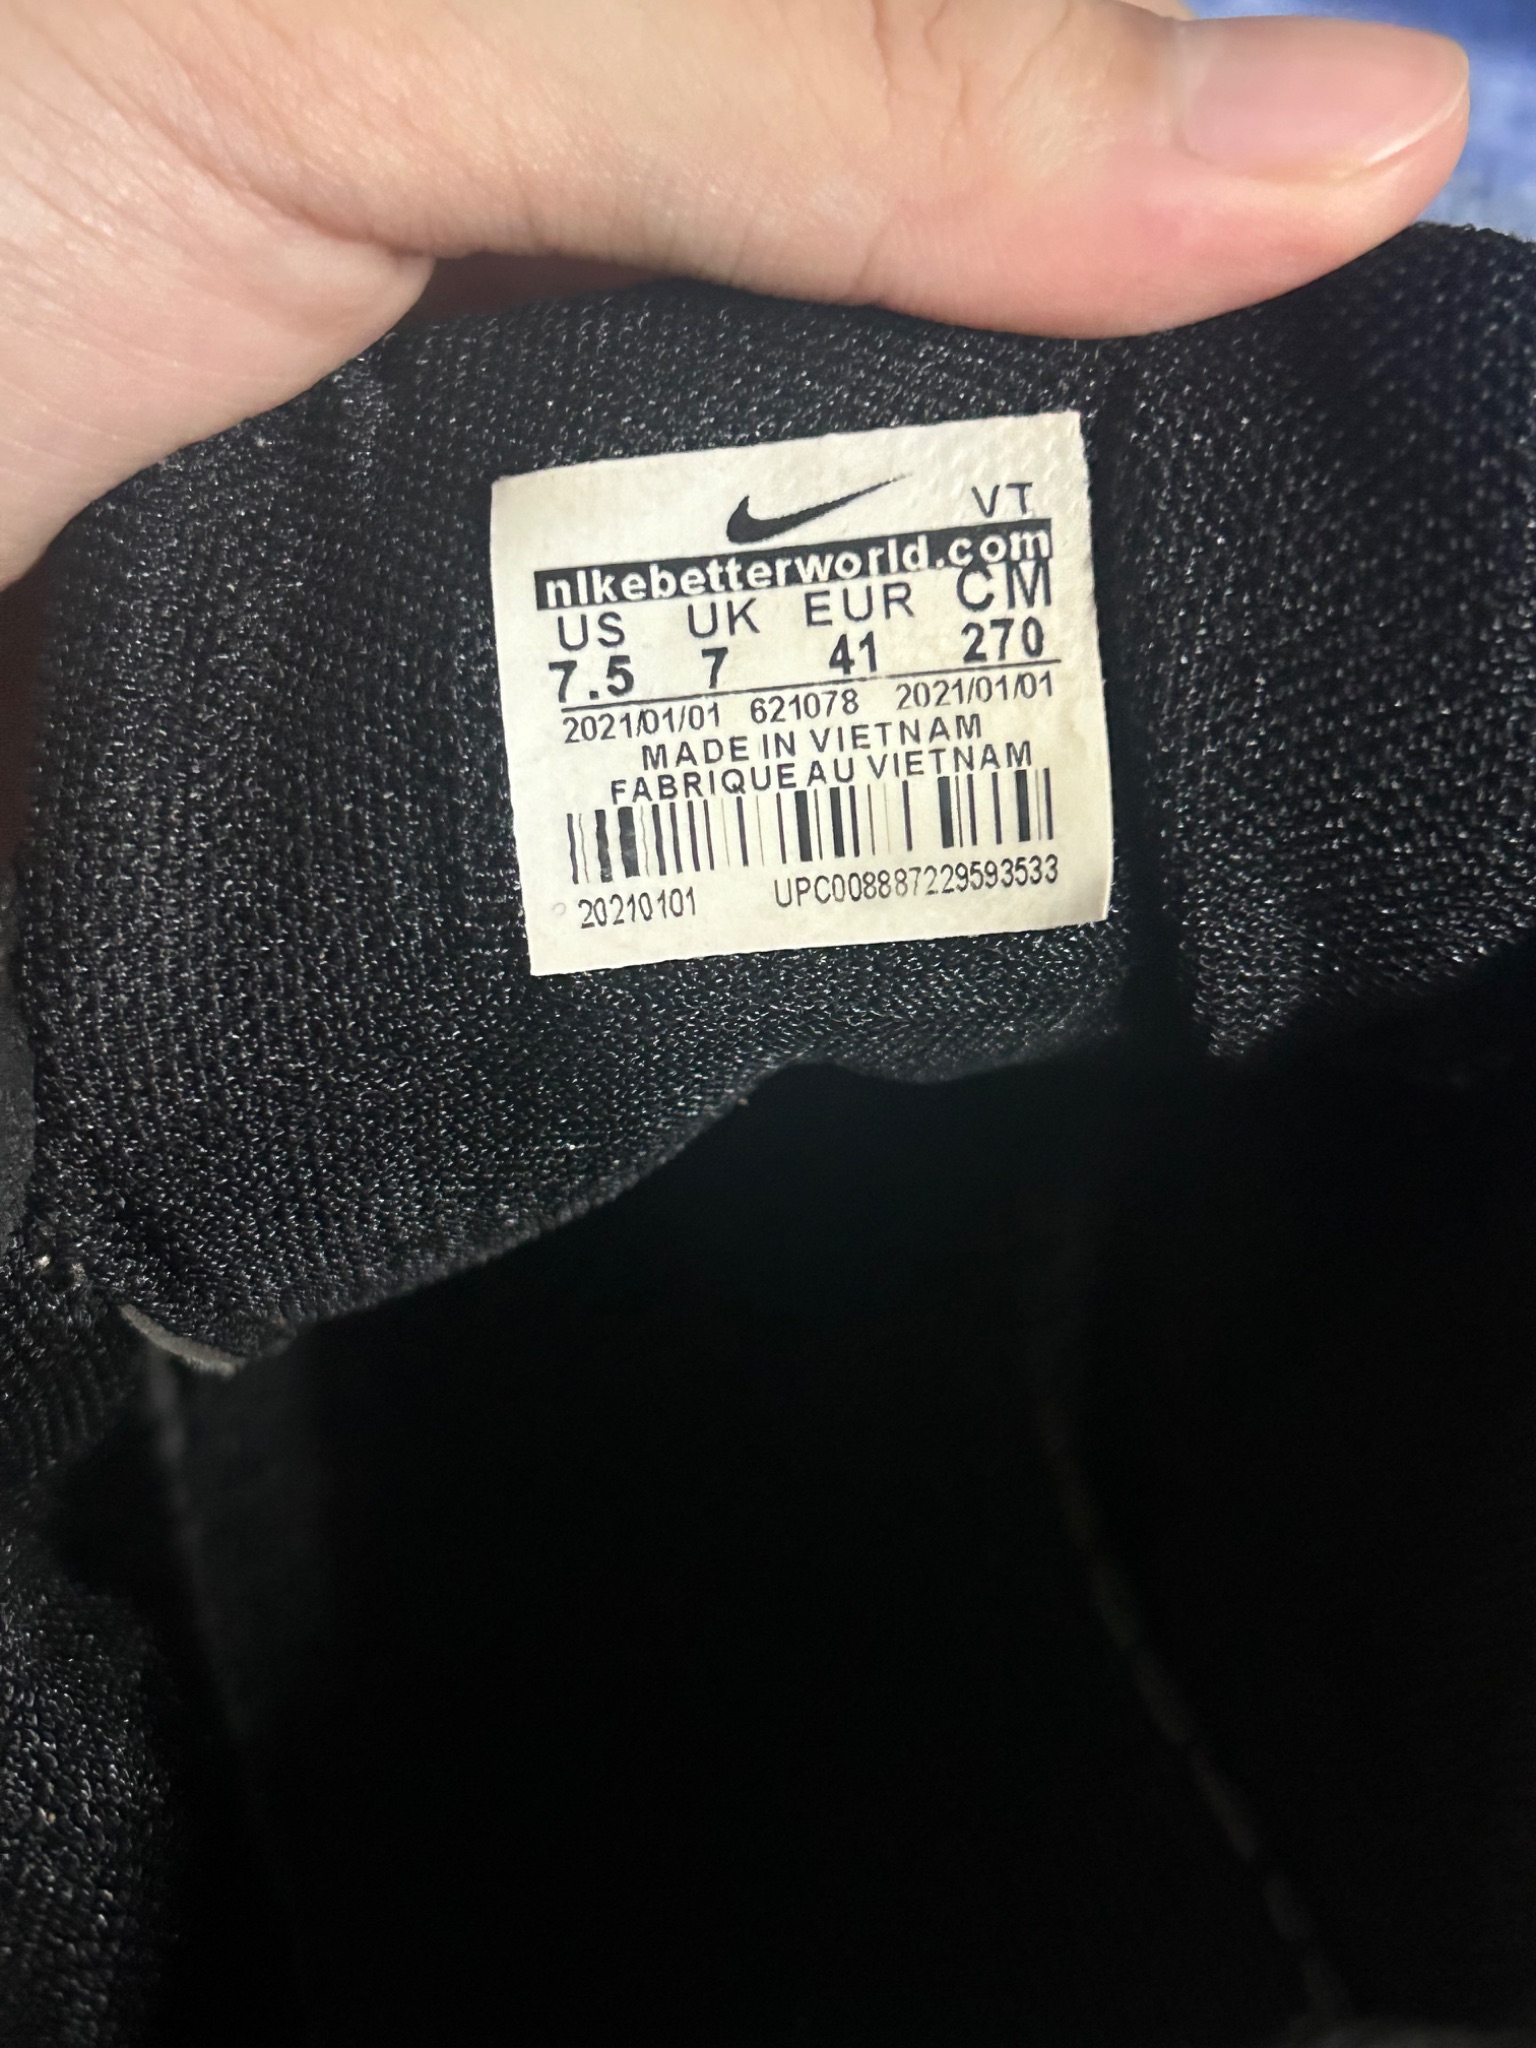 VT
nIkebetterworld.com
US UK EUR CM
7.5 7 41 270
2021/01/01 621078 2021/01/01
MADE IN VIETNAM
FABRIQUE AU VIETNAM
20210101 UPC008887229593533